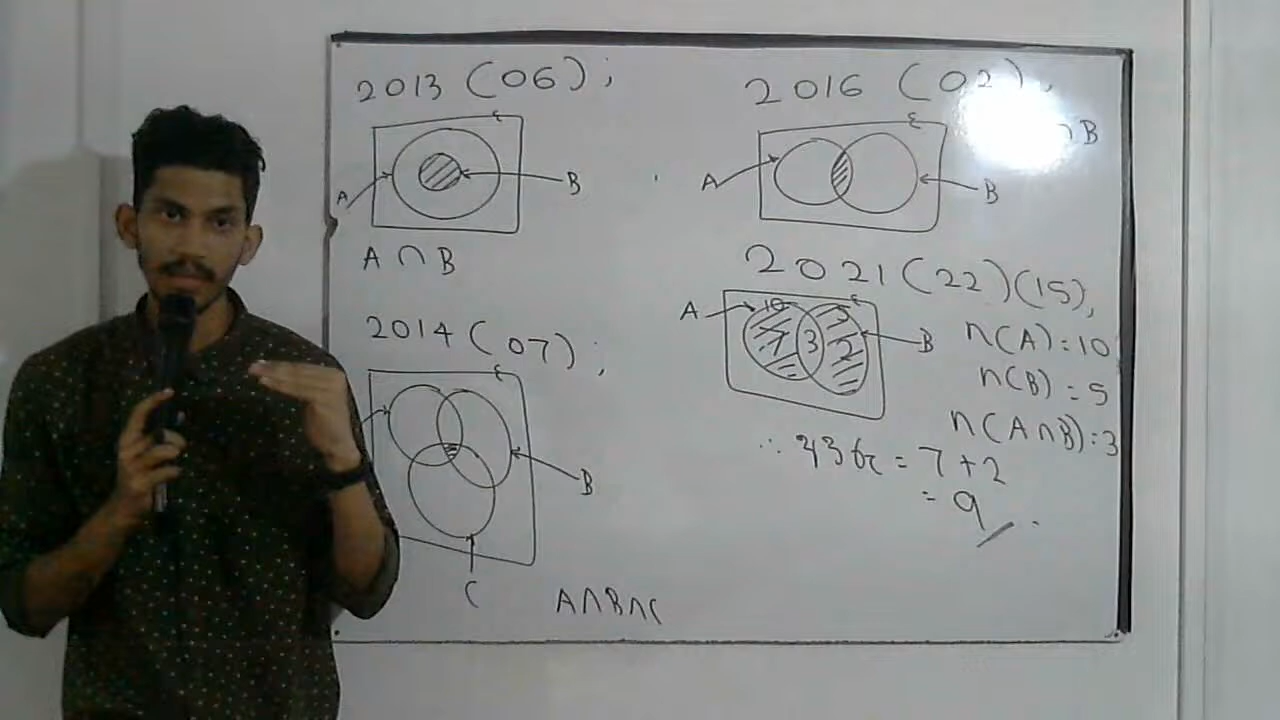 2013 (06);
ε
A
B
A ∩ B
2014 (07);
ε
B
C
A∩B∩C
2016 (02),
ε
∩B
A
B
2021 (22)(15),
ε
A
10
7 3 2
B
n(A)=10
n(B) = 5
n(A∩B)=3
= 7+2
= 9